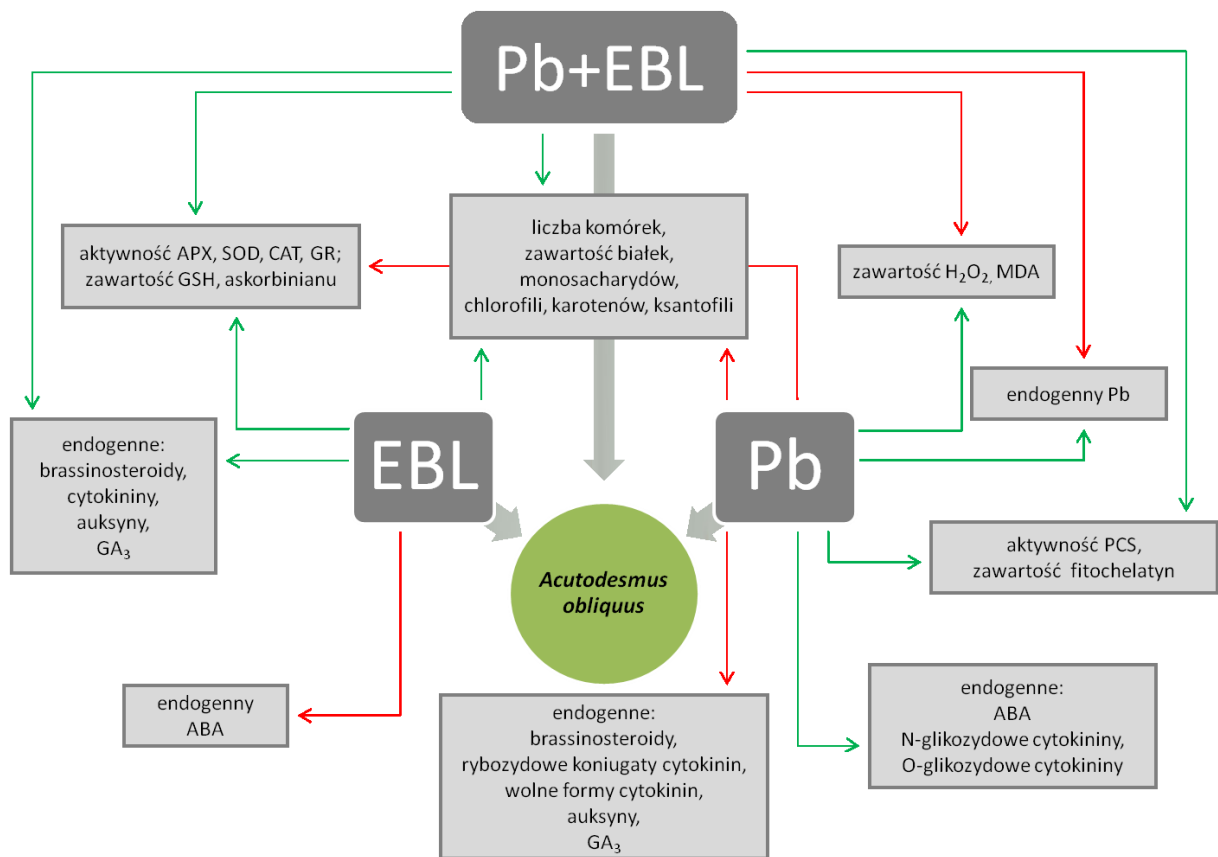 Pb+EBL
liczba komórek,
zawartość białek,
monosacharydów,
chlorofili, karotenów, ksantofili
aktywność APX, SOD, CAT, GR;
zawartość GSH, askorbinianu
zawartość H₂O₂, MDA
endogenny Pb
endogenne:
brassinosteroidy,
cytokininy,
auksyny,
GA₃
EBL
Pb
aktywność PCS,
zawartość fitochelatyn
Acutodesmus
obliquus
endogenny
ABA
endogenne:
brassinosteroidy,
rybozydowe koniugaty cytokinin,
wolne formy cytokinin,
auksyny,
GA₃
endogenne:
ABA
N-glikozydowe cytokininy,
O-glikozydowe cytokininy